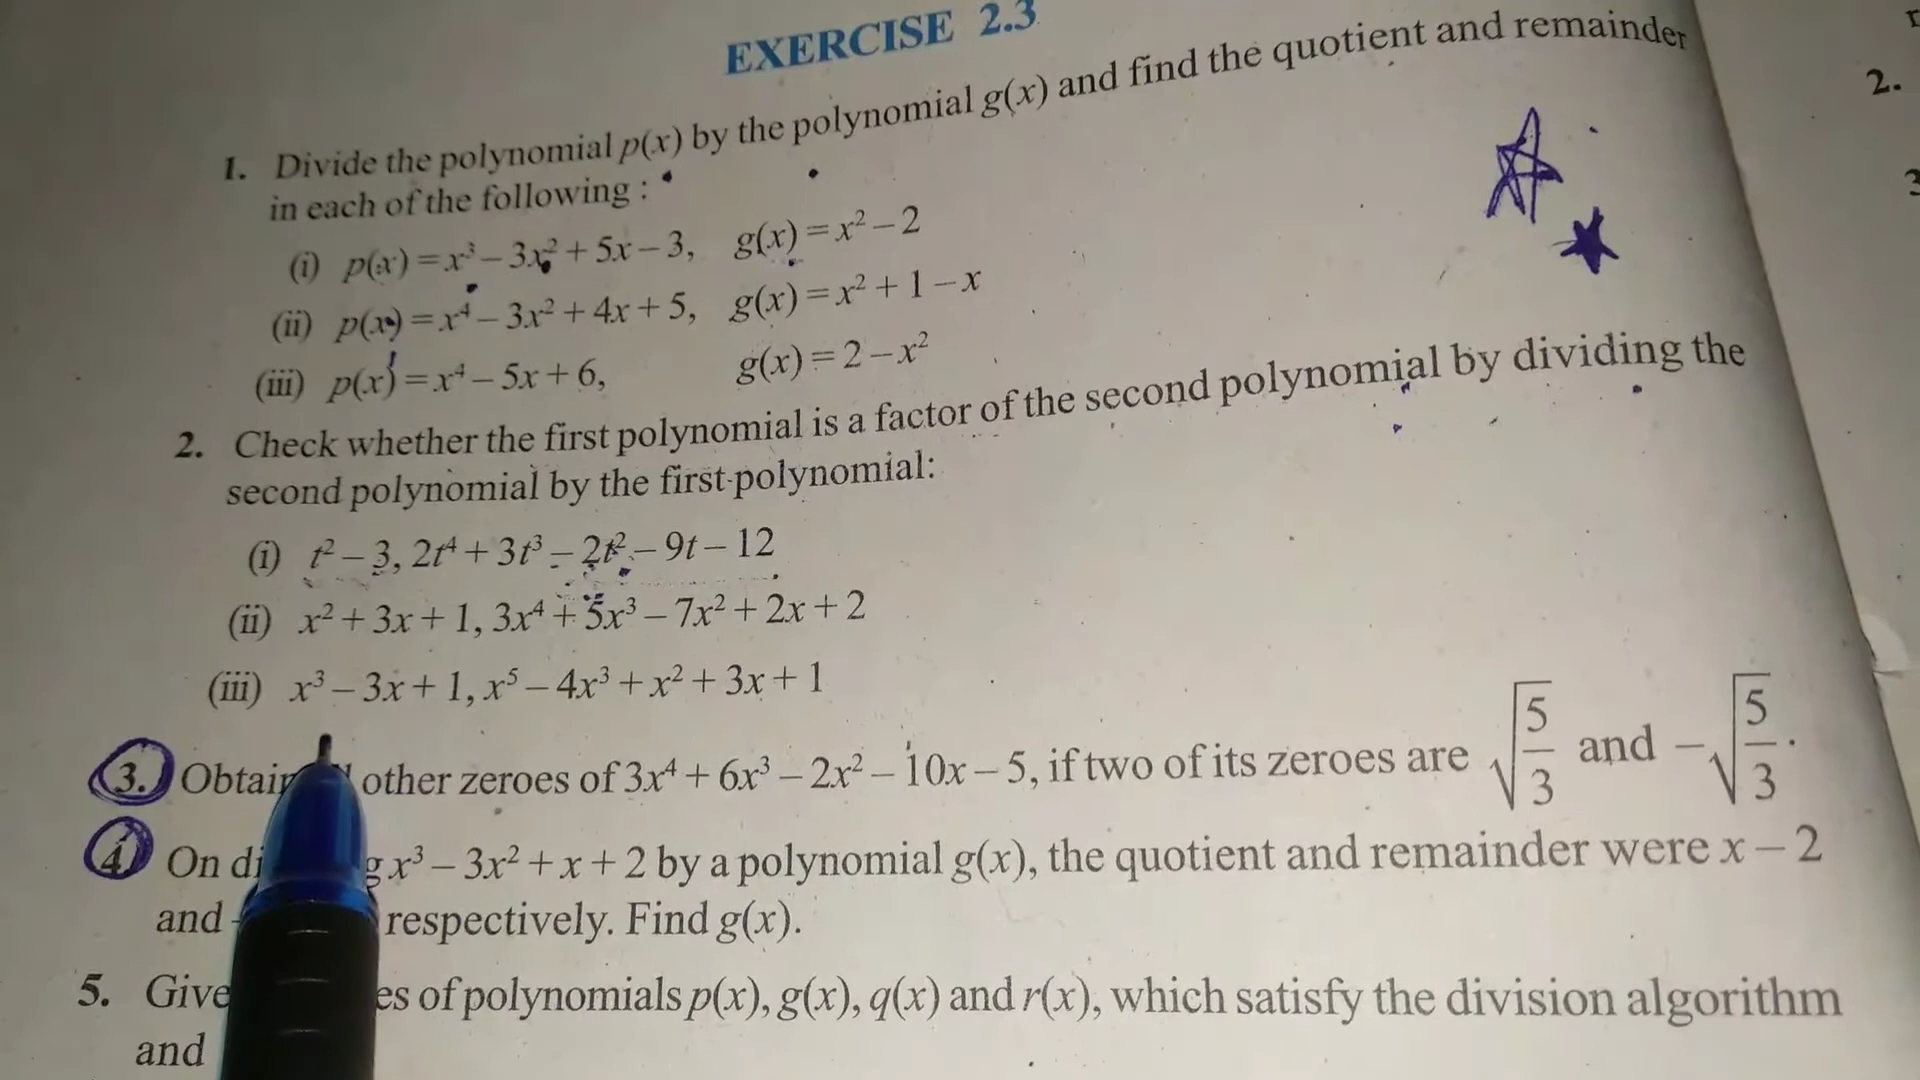 EXERCISE 2.3
1. Divide the polynomial p(x) by the polynomial g(x) and find the quotient and remainder
in each of the following :
(i) p(x) = x³ – 3x² + 5x – 3, g(x) = x² – 2
(ii) p(x) = x⁴ – 3x² + 4x + 5, g(x) = x² + 1 – x
(iii) p(x) = x⁴ – 5x + 6, g(x) = 2 – x²
2. Check whether the first polynomial is a factor of the second polynomial by dividing the
second polynomial by the first polynomial:
(i) t² – 3, 2t⁴ + 3t³ – 2t² – 9t – 12
(ii) x² + 3x + 1, 3x⁴ + 5x³ – 7x² + 2x + 2
(iii) x³ – 3x + 1, x⁵ – 4x³ + x² + 3x + 1
3. other zeroes of 3x⁴ + 6x³ – 2x² – 10x – 5, if two of its zeroes are √(5/3) and –√(5/3).
4. On x³ – 3x² + x + 2 by a polynomial g(x), the quotient and remainder were x – 2
and respectively. Find g(x).
5. Give of polynomials p(x), g(x), q(x) and r(x), which satisfy the division algorithm
and
2.